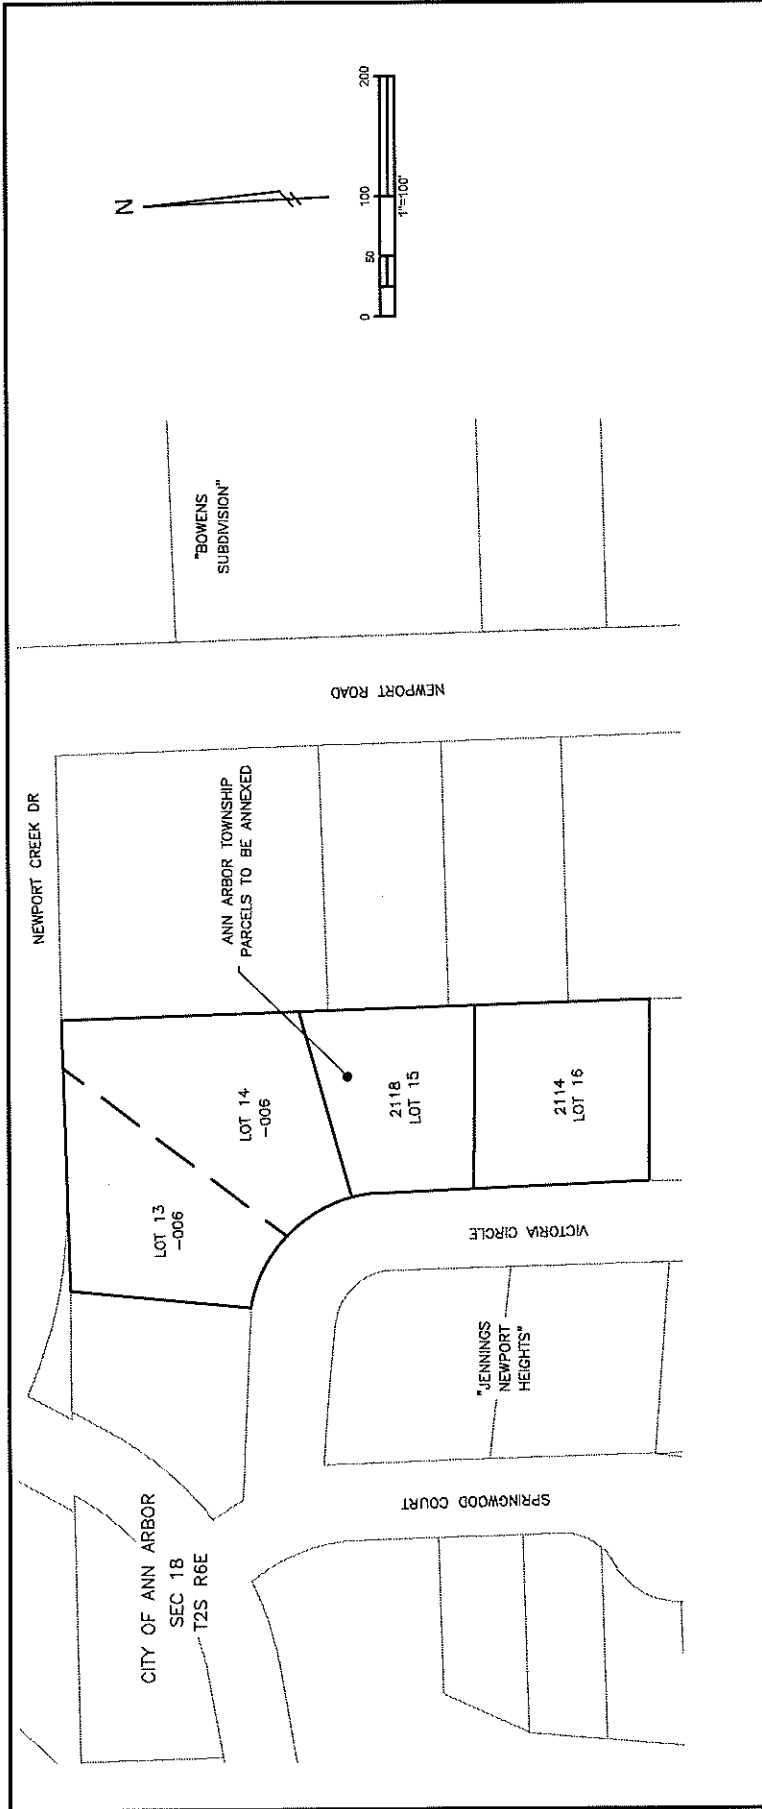 N
0
50
100
200
1"=100'
NEWPORT CREEK DR
"BOWENS
SUBDIVISION"
NEWPORT ROAD
ANN ARBOR TOWNSHIP
PARCELS TO BE ANNEXED
LOT 13
-006
LOT 14
-006
2118
LOT 15
2114
LOT 16
VICTORIA CIRCLE
"JENNINGS
NEWPORT
HEIGHTS"
SPRINGWOOD COURT
CITY OF ANN ARBOR
SEC 18
T2S R6E